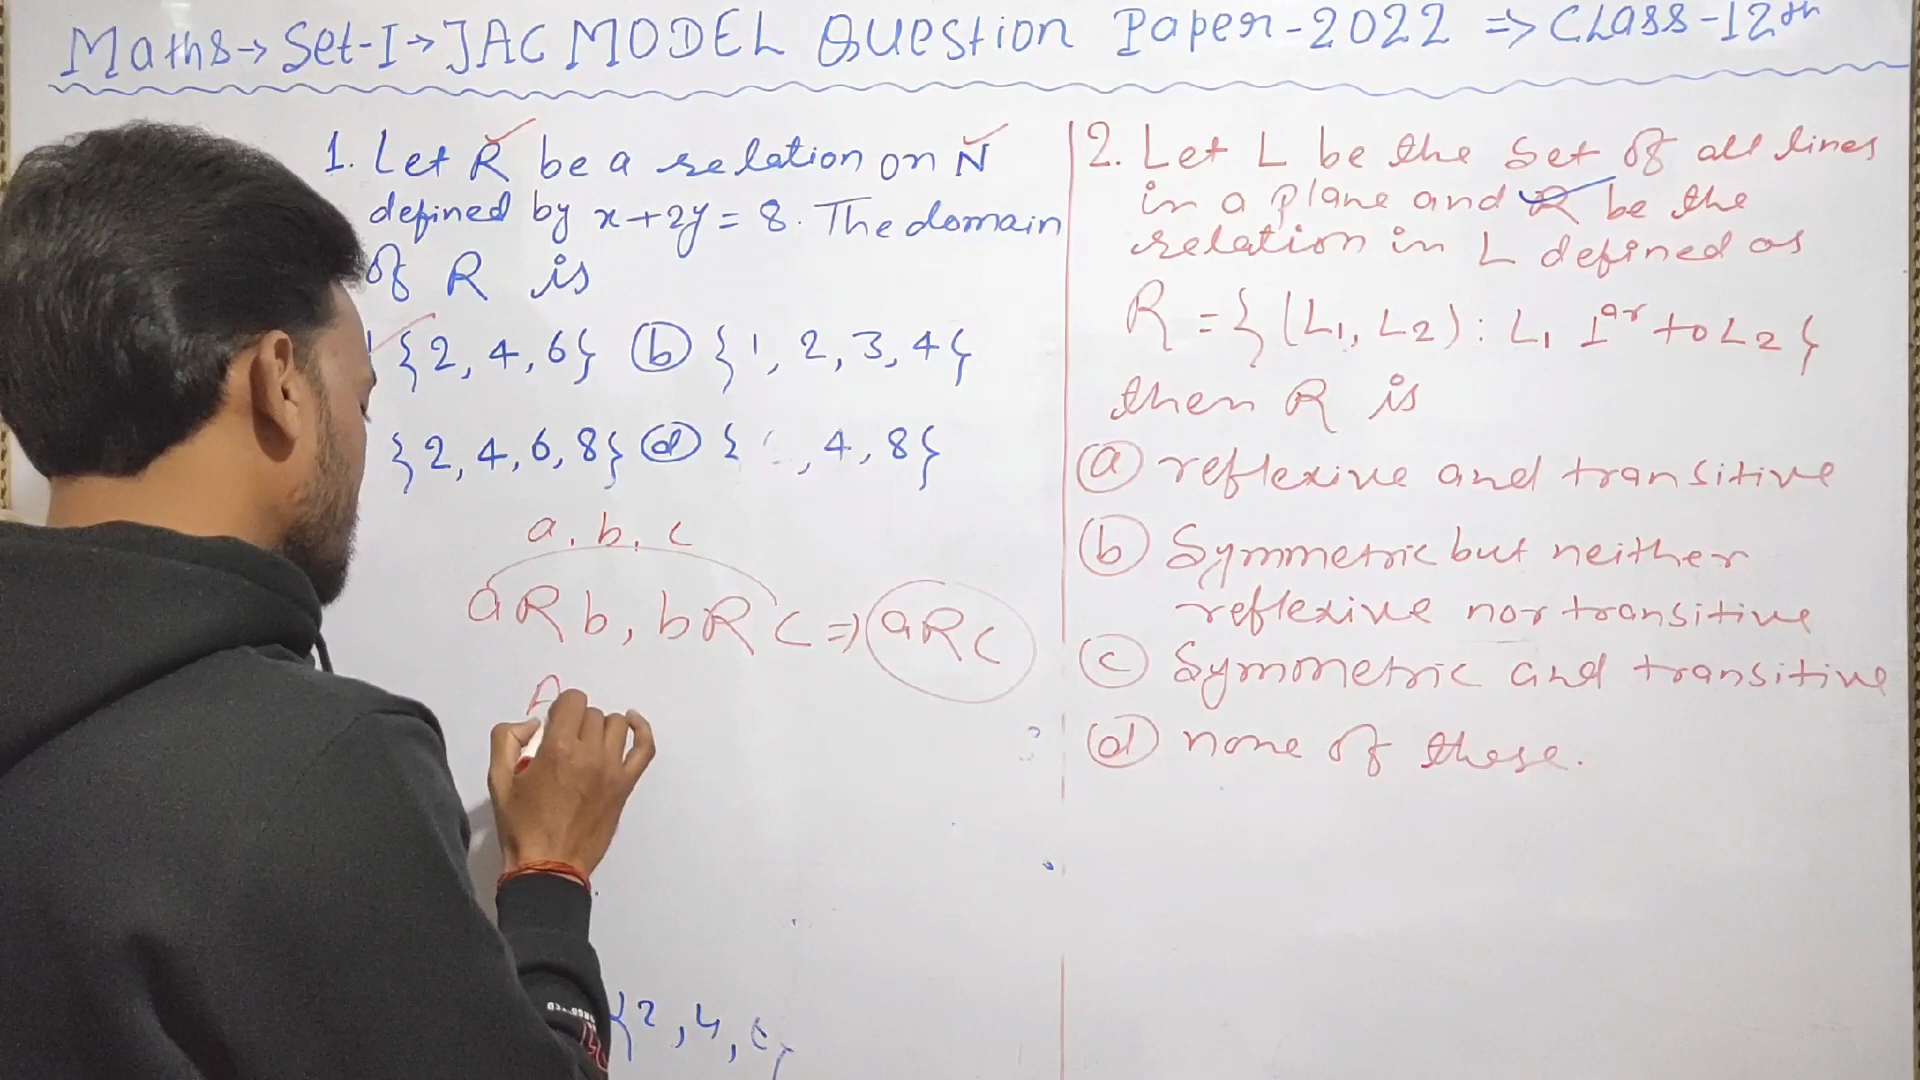 Maths→Set-I→JAC MODEL Question Paper-2022 ⇒ Class-12th
1. Let R be a relation on N
defined by x+2y=8. The domain
of R is
{2,4,6} (b) {1,2,3,4}
{2,4,6,8} (d) { ,4,8}
a, b, c
aRb, bRc ⇒ aRc
{2,4,
2. Let L be the set of all lines
in a plane and R be the
relation in L defined as
R = { (L1, L2) : L1 ⊥ar to L2 }
then R is
(a) reflexive and transitive
(b) Symmetric but neither
reflexive nor transitive
(c) Symmetric and transitive
(d) none of these.